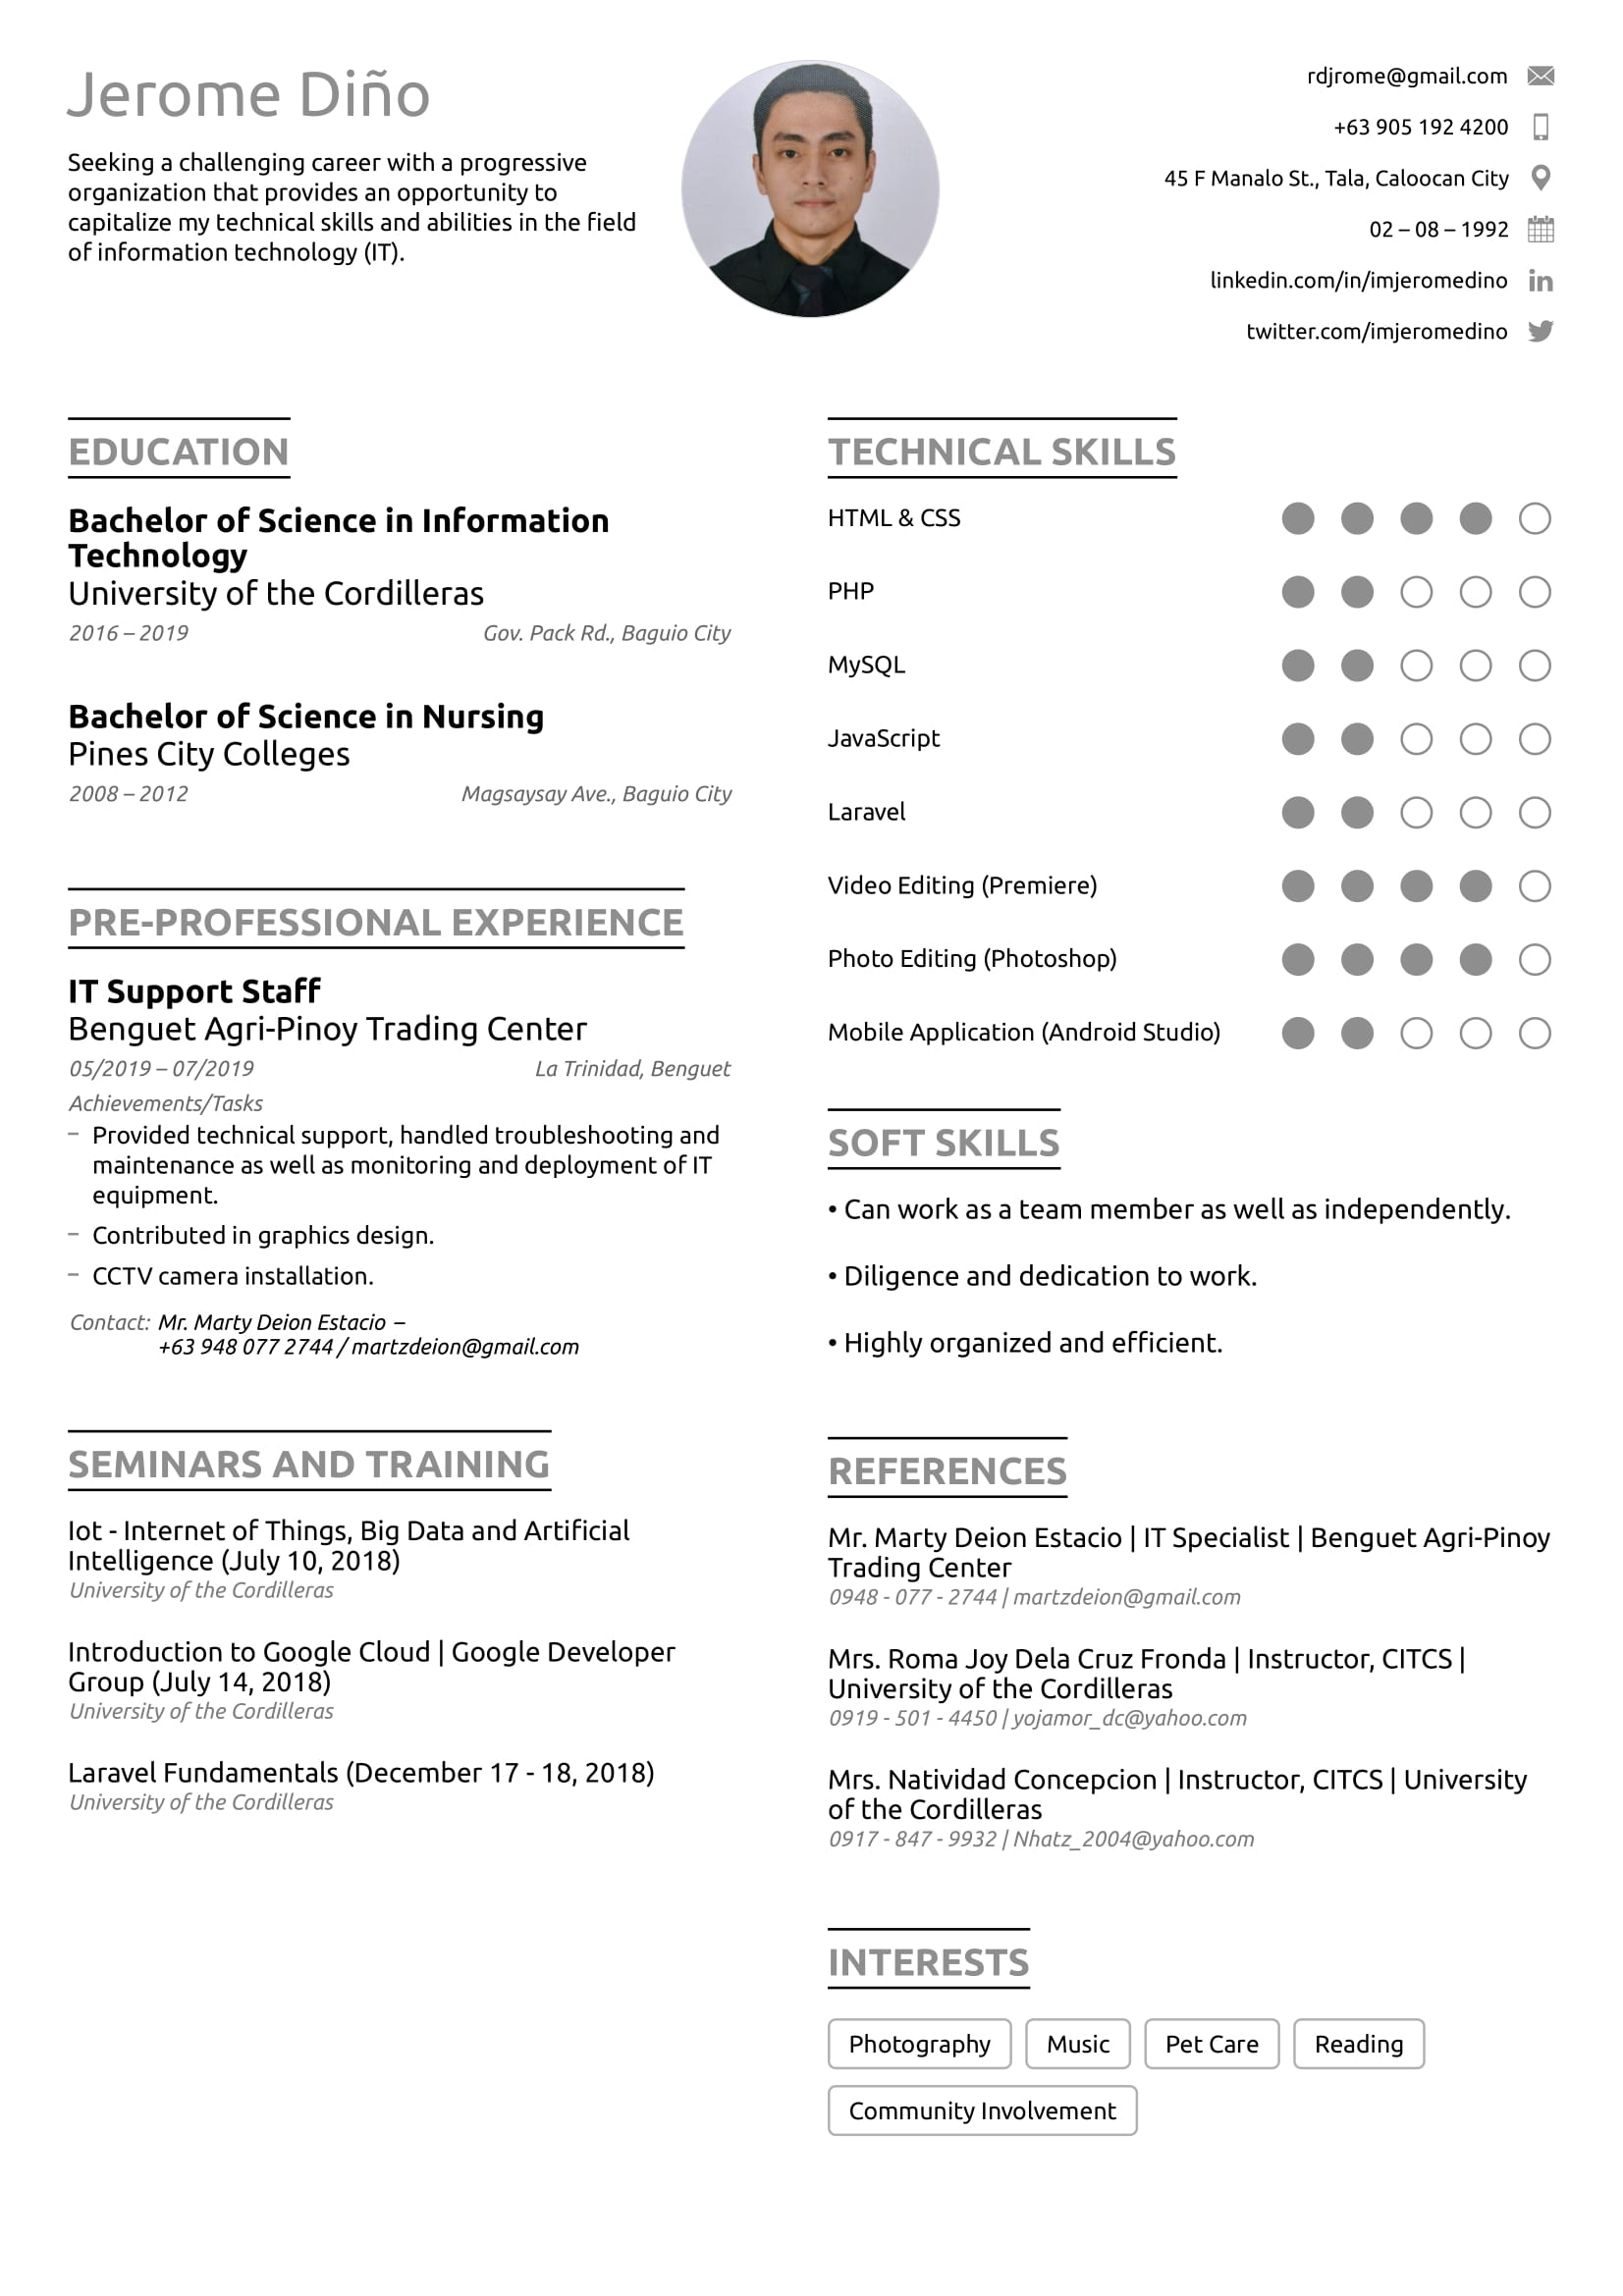 Jerome Diño
Seeking a challenging career with a progressive
organization that provides an opportunity to
capitalize my technical skills and abilities in the field
of information technology (IT).
rdjrome@gmail.com
+63 905 192 4200
45 F Manalo St., Tala, Caloocan City
02 – 08 – 1992
linkedin.com/in/imjeromedino
twitter.com/imjeromedino
EDUCATION
Bachelor of Science in Information
Technology
University of the Cordilleras
2016 – 2019 Gov. Pack Rd., Baguio City
Bachelor of Science in Nursing
Pines City Colleges
2008 – 2012 Magsaysay Ave., Baguio City
PRE-PROFESSIONAL EXPERIENCE
IT Support Staff
Benguet Agri-Pinoy Trading Center
05/2019 – 07/2019 La Trinidad, Benguet
Achievements/Tasks
– Provided technical support, handled troubleshooting and
maintenance as well as monitoring and deployment of IT
equipment.
– Contributed in graphics design.
– CCTV camera installation.
Contact: Mr. Marty Deion Estacio –
+63 948 077 2744 / martzdeion@gmail.com
SEMINARS AND TRAINING
Iot - Internet of Things, Big Data and Artificial
Intelligence (July 10, 2018)
University of the Cordilleras
Introduction to Google Cloud | Google Developer
Group (July 14, 2018)
University of the Cordilleras
Laravel Fundamentals (December 17 - 18, 2018)
University of the Cordilleras
TECHNICAL SKILLS
HTML & CSS
PHP
MySQL
JavaScript
Laravel
Video Editing (Premiere)
Photo Editing (Photoshop)
Mobile Application (Android Studio)
SOFT SKILLS
• Can work as a team member as well as independently.
• Diligence and dedication to work.
• Highly organized and efficient.
REFERENCES
Mr. Marty Deion Estacio | IT Specialist | Benguet Agri-Pinoy
Trading Center
0948 - 077 - 2744 | martzdeion@gmail.com
Mrs. Roma Joy Dela Cruz Fronda | Instructor, CITCS |
University of the Cordilleras
0919 - 501 - 4450 | yojamor_dc@yahoo.com
Mrs. Natividad Concepcion | Instructor, CITCS | University
of the Cordilleras
0917 - 847 - 9932 | Nhatz_2004@yahoo.com
INTERESTS
Photography Music Pet Care Reading
Community Involvement